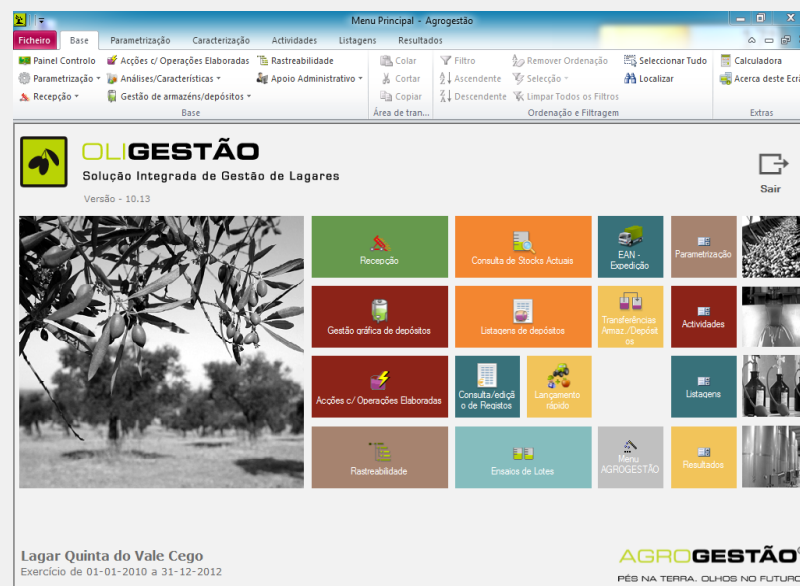 Menu Principal - Agrogestão
Ficheiro Base Parametrização Caracterização Actividades Listagens Resultados
Painel Controlo Acções c/ Operações Elaboradas Rastreabilidade Colar Filtro Remover Ordenação Seleccionar Tudo Calculadora
Parametrização Análises/Características Apoio Administrativo Cortar Ascendente Selecção Localizar Acerca deste Ecrã
Recepção Gestão de armazéns/depósitos Copiar Descendente Limpar Todos os Filtros
Base Área de tran... Ordenação e Filtragem Extras
OLIGESTÃO
Solução Integrada de Gestão de Lagares
Versão - 10.13
Sair
Recepção
Consulta de Stocks Actuais
EAN -
Expedição
Parametrização
Gestão gráfica de depósitos
Listagens de depósitos
Transferências
Armaz./Depósit
os
Actividades
Acções c/ Operações Elaboradas
Consulta/ediçã
o de Registos
Lançamento
rápido
Listagens
Rastreabilidade
Ensaios de Lotes
Menu
AGROGESTÃO
Resultados
Lagar Quinta do Vale Cego
Exercício de 01-01-2010 a 31-12-2012
AGROGESTÃO
PÉS NA TERRA. OLHOS NO FUTURO